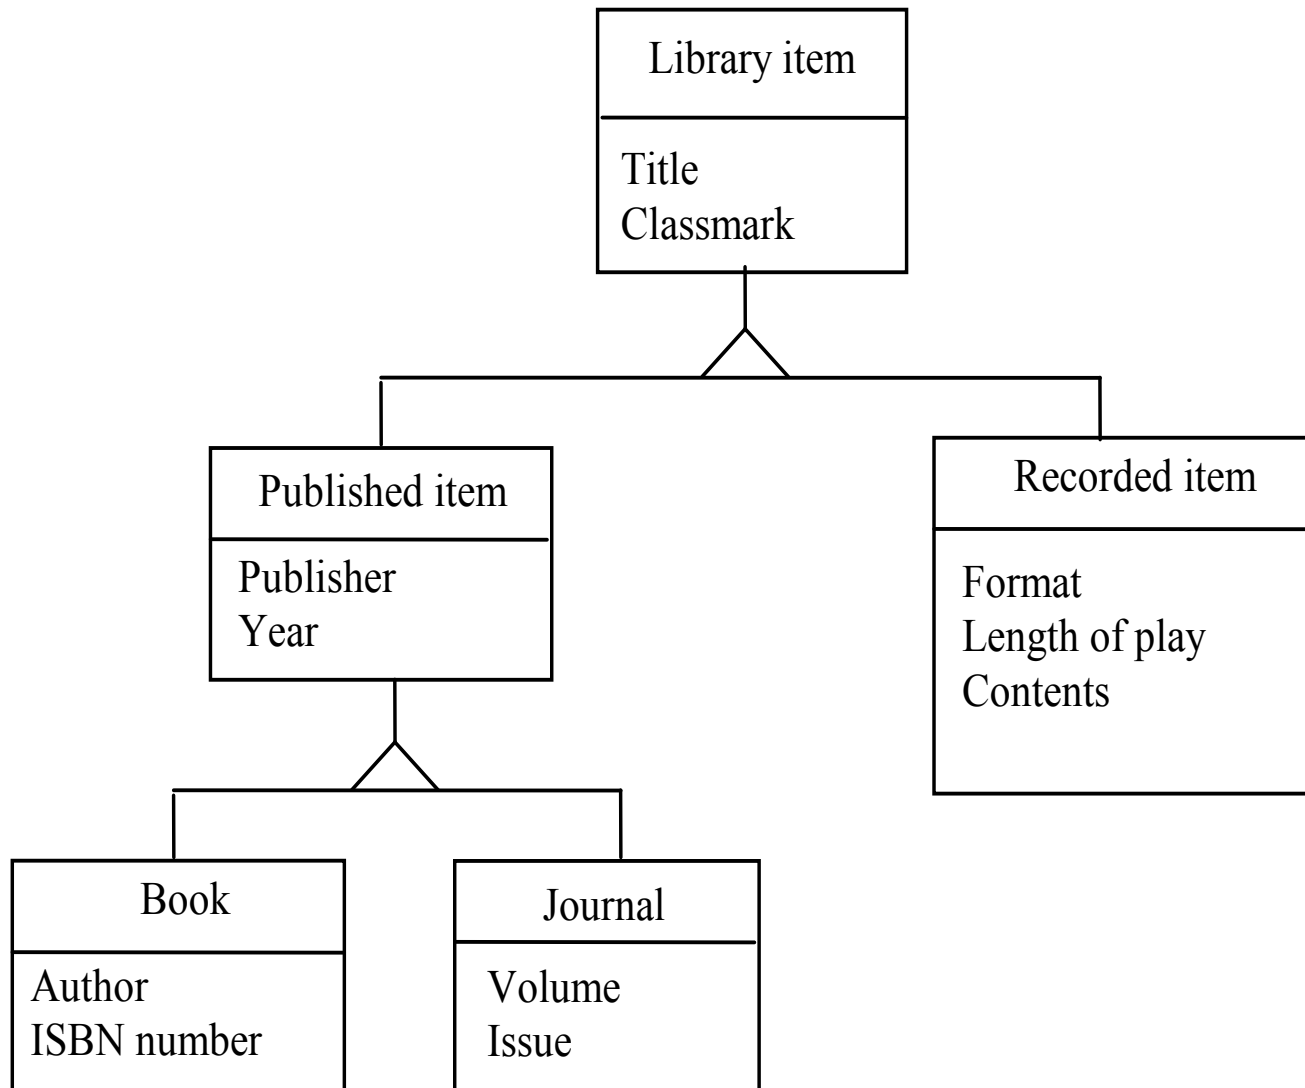 Library item
Title
Classmark
Published item
Publisher
Year
Recorded item
Format
Length of play
Contents
Book
Author
ISBN number
Journal
Volume
Issue